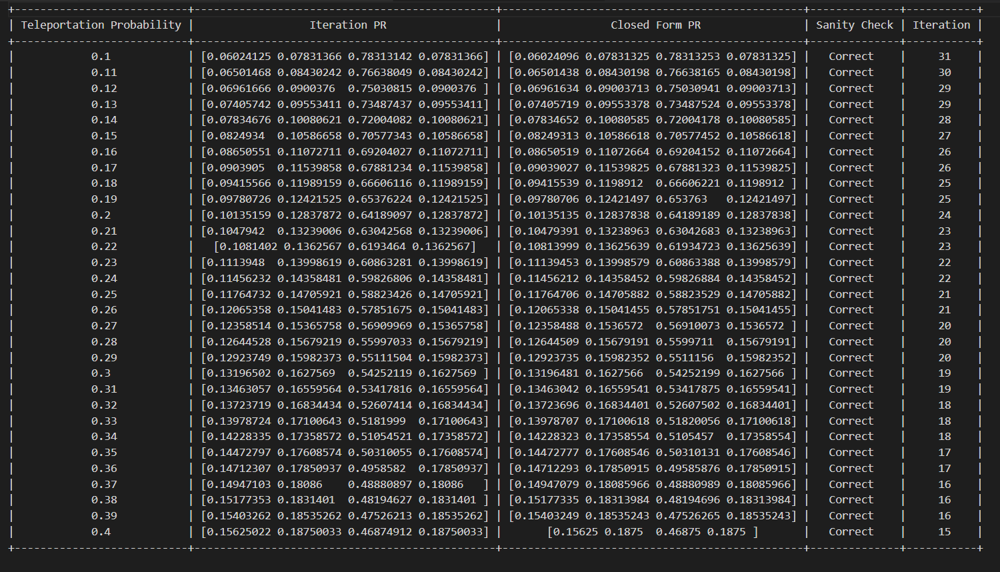 +----------------------------+------------------------------------------------+------------------------------------------------+--------------+-----------+
| Teleportation Probability | Iteration PR | Closed Form PR | Sanity Check | Iteration |
+----------------------------+------------------------------------------------+------------------------------------------------+--------------+-----------+
| 0.1 | [0.06024125 0.07831366 0.78313142 0.07831366] | [0.06024096 0.07831325 0.78313253 0.07831325] | Correct | 31 |
| 0.11 | [0.06501468 0.08430242 0.76638049 0.08430242] | [0.06501438 0.08430198 0.76638165 0.08430198] | Correct | 30 |
| 0.12 | [0.06961666 0.0900376  0.75030815 0.0900376 ] | [0.06961634 0.09003713 0.75030941 0.09003713] | Correct | 29 |
| 0.13 | [0.07405742 0.09553411 0.73487437 0.09553411] | [0.07405719 0.09553378 0.73487524 0.09553378] | Correct | 29 |
| 0.14 | [0.07834676 0.10080621 0.72004082 0.10080621] | [0.07834652 0.10080585 0.72004178 0.10080585] | Correct | 28 |
| 0.15 | [0.0824934  0.10586658 0.70577343 0.10586658] | [0.08249313 0.10586618 0.70577452 0.10586618] | Correct | 27 |
| 0.16 | [0.08650551 0.11072711 0.69204027 0.11072711] | [0.08650519 0.11072664 0.69204152 0.11072664] | Correct | 26 |
| 0.17 | [0.0903905  0.11539858 0.67881234 0.11539858] | [0.09039027 0.11539825 0.67881323 0.11539825] | Correct | 26 |
| 0.18 | [0.09415566 0.11989159 0.66606116 0.11989159] | [0.09415539 0.1198912  0.66606221 0.1198912 ] | Correct | 25 |
| 0.19 | [0.09780726 0.12421525 0.65376224 0.12421525] | [0.09780706 0.12421497 0.653763   0.12421497] | Correct | 25 |
| 0.2 | [0.10135159 0.12837872 0.64189097 0.12837872] | [0.10135135 0.12837838 0.64189189 0.12837838] | Correct | 24 |
| 0.21 | [0.1047942  0.13239006 0.63042568 0.13239006] | [0.10479391 0.13238963 0.63042683 0.13238963] | Correct | 23 |
| 0.22 | [0.1081402 0.1362567 0.6193464 0.1362567] | [0.10813999 0.13625639 0.61934723 0.13625639] | Correct | 23 |
| 0.23 | [0.1113948  0.13998619 0.60863281 0.13998619] | [0.11139453 0.13998579 0.60863388 0.13998579] | Correct | 22 |
| 0.24 | [0.11456232 0.14358481 0.59826806 0.14358481] | [0.11456212 0.14358452 0.59826884 0.14358452] | Correct | 22 |
| 0.25 | [0.11764732 0.14705921 0.58823426 0.14705921] | [0.11764706 0.14705882 0.58823529 0.14705882] | Correct | 21 |
| 0.26 | [0.12065358 0.15041483 0.57851675 0.15041483] | [0.12065338 0.15041455 0.57851751 0.15041455] | Correct | 21 |
| 0.27 | [0.12358514 0.15365758 0.56909969 0.15365758] | [0.12358488 0.1536572  0.56910073 0.1536572 ] | Correct | 20 |
| 0.28 | [0.12644528 0.15679219 0.55997033 0.15679219] | [0.12644509 0.15679191 0.5599711  0.15679191] | Correct | 20 |
| 0.29 | [0.12923749 0.15982373 0.55111504 0.15982373] | [0.12923735 0.15982352 0.5511156  0.15982352] | Correct | 20 |
| 0.3 | [0.13196502 0.1627569  0.54252119 0.1627569 ] | [0.13196481 0.1627566  0.54252199 0.1627566 ] | Correct | 19 |
| 0.31 | [0.13463057 0.16559564 0.53417816 0.16559564] | [0.13463042 0.16559541 0.53417875 0.16559541] | Correct | 19 |
| 0.32 | [0.13723719 0.16834434 0.52607414 0.16834434] | [0.13723696 0.16834401 0.52607502 0.16834401] | Correct | 18 |
| 0.33 | [0.13978724 0.17100643 0.5181999  0.17100643] | [0.13978707 0.17100618 0.51820056 0.17100618] | Correct | 18 |
| 0.34 | [0.14228335 0.17358572 0.51054521 0.17358572] | [0.14228323 0.17358554 0.5105457  0.17358554] | Correct | 18 |
| 0.35 | [0.14472797 0.17608574 0.50310055 0.17608574] | [0.14472777 0.17608546 0.50310131 0.17608546] | Correct | 17 |
| 0.36 | [0.14712307 0.17850937 0.4958582  0.17850937] | [0.14712293 0.17850915 0.49585876 0.17850915] | Correct | 17 |
| 0.37 | [0.14947103 0.18086    0.48880897 0.18086   ] | [0.14947079 0.18085966 0.48880989 0.18085966] | Correct | 16 |
| 0.38 | [0.15177353 0.1831401  0.48194627 0.1831401 ] | [0.15177335 0.18313984 0.48194696 0.18313984] | Correct | 16 |
| 0.39 | [0.15403262 0.18535262 0.47526213 0.18535262] | [0.15403249 0.18535243 0.47526265 0.18535243] | Correct | 16 |
| 0.4 | [0.15625022 0.18750033 0.46874912 0.18750033] | [0.15625 0.1875  0.46875 0.1875 ] | Correct | 15 |
+----------------------------+------------------------------------------------+------------------------------------------------+--------------+-----------+